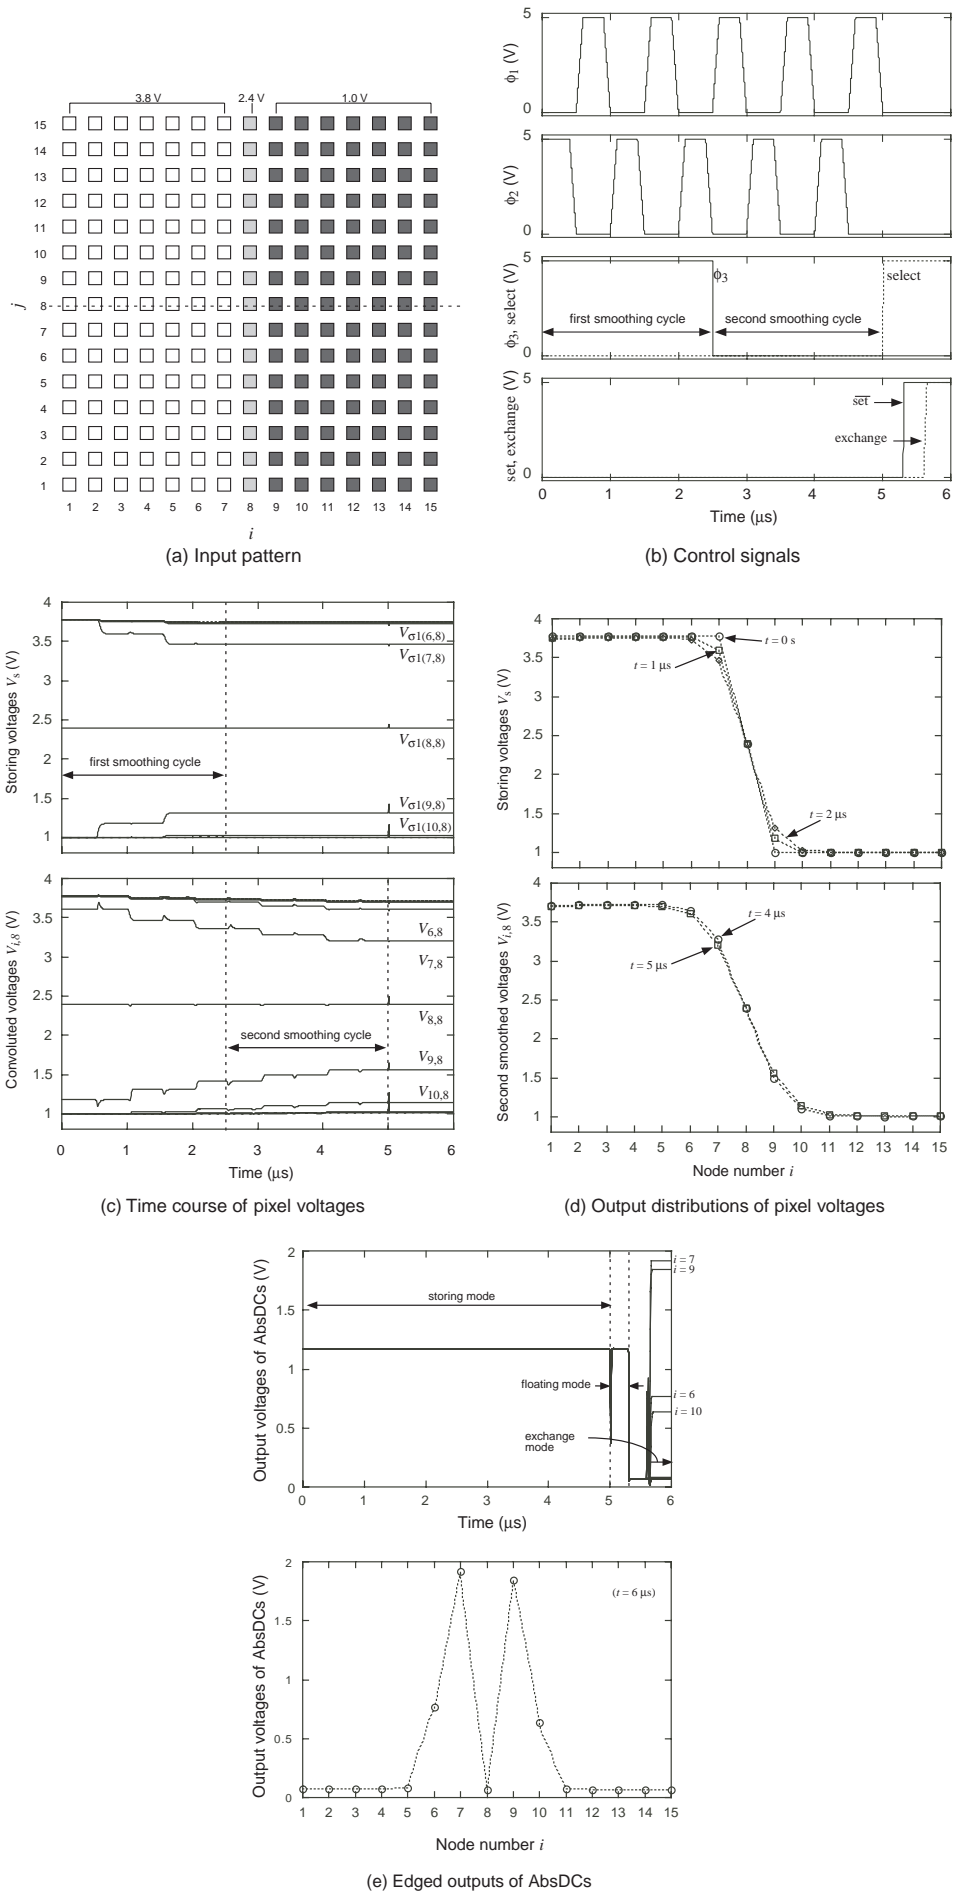 3.8 V 2.4 V 1.0 V
15
14
13
12
11
10
9
8
7
6
5
4
3
2
1
j
1 2 3 4 5 6 7 8 9 10 11 12 13 14 15
i
(a) Input pattern
ϕ1 (V)
5
0
ϕ2 (V)
5
0
ϕ3, select (V)
5
0
ϕ3
select
first smoothing cycle
second smoothing cycle
set, exchange (V)
5
0
set
exchange
0 1 2 3 4 5 6
Time (μs)
(b) Control signals
Storing voltages Vs (V)
4
3.5
3
2.5
2
1.5
1
Vσ1(6,8)
Vσ1(7,8)
Vσ1(8,8)
first smoothing cycle
Vσ1(9,8)
Vσ1(10,8)
Convoluted voltages Vi,8 (V)
4
3.5
3
2.5
2
1.5
1
V6,8
V7,8
V8,8
second smoothing cycle
V9,8
V10,8
0 1 2 3 4 5 6
Time (μs)
(c) Time course of pixel voltages
Storing voltages Vs (V)
4
3.5
3
2.5
2
1.5
1
t = 0 s
t = 1 μs
t = 2 μs
Second smoothed voltages Vi,8 (V)
4
3.5
3
2.5
2
1.5
1
t = 4 μs
t = 5 μs
1 2 3 4 5 6 7 8 9 10 11 12 13 14 15
Node number i
(d) Output distributions of pixel voltages
Output voltages of AbsDCs (V)
2
1.5
1
0.5
0
storing mode
floating mode
exchange
mode
i = 7
i = 9
i = 6
i = 10
0 1 2 3 4 5 6
Time (μs)
Output voltages of AbsDCs (V)
2
1.5
1
0.5
0
(t = 6 μs)
1 2 3 4 5 6 7 8 9 10 11 12 13 14 15
Node number i
(e) Edged outputs of AbsDCs